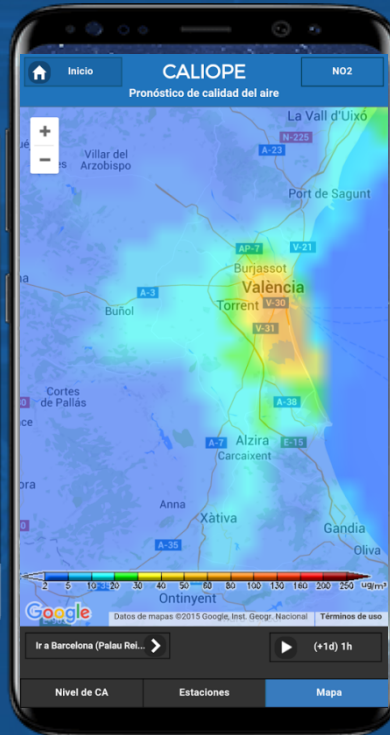 Inicio
CALIOPE
NO2
Pronóstico de calidad del aire
+
−
La Vall d'Uixó
N-225
A-23
Villar del
Arzobispo
Port de Sagunt
AP-7
V-21
Burjassot
València
A-3
Torrent
V-30
Buñol
V-31
Cortes
de Pallás
A-38
A-7
Alzira
E-15
Carcaixent
Anna
Xàtiva
Gandia
A-35
Oliva
2 5 10 20 30 40 50 60 80 100 130 160 200 250 ug/m³
Ontinyent
Google
Datos de mapas ©2015 Google, Inst. Geogr. Nacional
Términos de uso
Ir a Barcelona (Palau Rei...
(+1d) 1h
Nivel de CA
Estaciones
Mapa